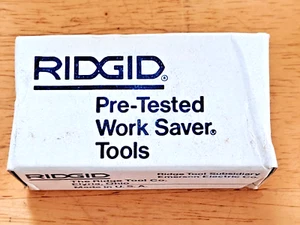 RIDGID®
Pre-Tested
Work Saver®
Tools
RIDGID
The Ridge Tool Co.
Elyria, Ohio
Made in U.S.A.
Ridge Tool Subsidiary
Emerson Electric Co.